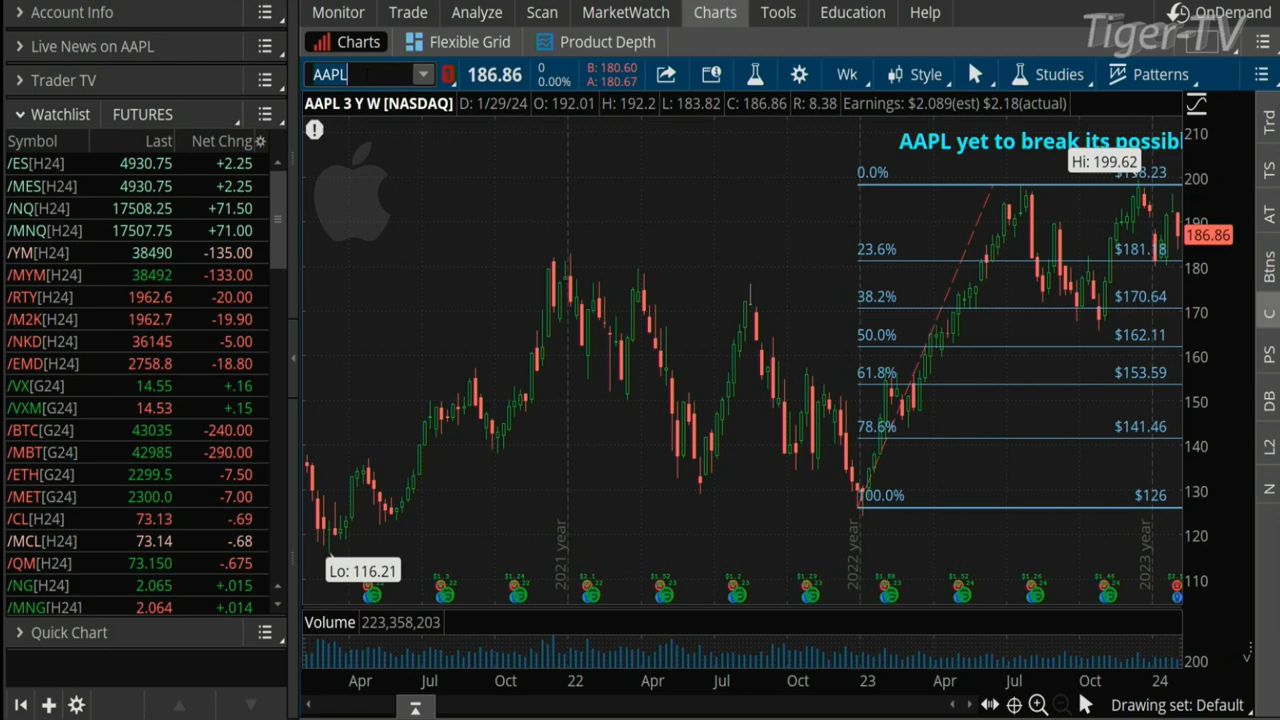 Account Info
Monitor Trade Analyze Scan MarketWatch Charts Tools Education Help OnDemand
Tiger-TV
Live News on AAPL
Charts Flexible Grid Product Depth
Trader TV
AAPL 186.86 0 0.00% B: 180.60 A: 180.67 Wk Style Studies Patterns
Watchlist FUTURES
AAPL 3 Y W [NASDAQ] D: 1/29/24 O: 192.01 H: 192.2 L: 183.82 C: 186.86 R: 8.38 Earnings: $2.089(est) $2.18(actual)
Symbol Last Net Chng
/ES[H24] 4930.75 +2.25
/MES[H24] 4930.75 +2.25
/NQ[H24] 17508.25 +71.50
/MNQ[H24] 17507.75 +71.00
/YM[H24] 38490 -135.00
/MYM[H24] 38492 -133.00
/RTY[H24] 1962.6 -20.00
/M2K[H24] 1962.7 -19.90
/NKD[H24] 36145 -5.00
/EMD[H24] 2758.8 -18.80
/VX[G24] 14.55 +.16
/VXM[G24] 14.53 +.15
/BTC[G24] 43035 -240.00
/MBT[G24] 42985 -290.00
/ETH[G24] 2299.5 -7.50
/MET[G24] 2300.0 -7.00
/CL[H24] 73.13 -.69
/MCL[H24] 73.14 -.68
/QM[H24] 73.150 -.675
/NG[H24] 2.065 +.015
/MNG[H24] 2.064 +.014
Quick Chart
AAPL yet to break its possibl
Hi: 199.62
0.0% $198.23
23.6% $181.18
38.2% $170.64
50.0% $162.11
61.8% $153.59
78.6% $141.46
100.0% $126
Lo: 116.21
2021 year
2022 year
2023 year
210
200
190
186.86
180
170
160
150
140
130
120
110
Trd
TS
AT
Btns
C
PS
DB
L2
N
Volume 223,358,203
200
Apr Jul Oct 22 Apr Jul Oct 23 Apr Jul Oct 24
Drawing set: Default